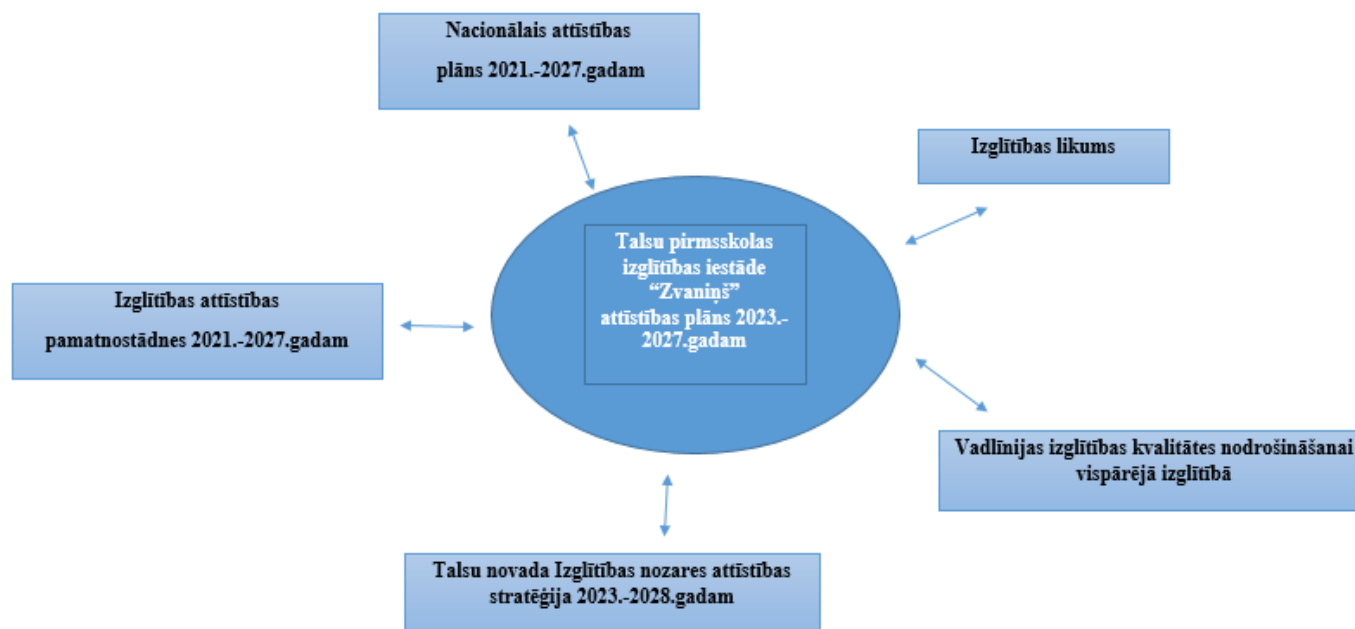 Nacionālais attīstības
plāns 2021.-2027.gadam
Izglītības likums
Talsu pirmsskolas
izglītības iestāde
“Zvaniņš”
attīstības plāns 2023.-
2027.gadam
Izglītības attīstības
pamatnostādnes 2021.-2027.gadam
Vadlīnijas izglītības kvalitātes nodrošināšanai
vispārējā izglītībā
Talsu novada Izglītības nozares attīstības
stratēģija 2023.-2028.gadam